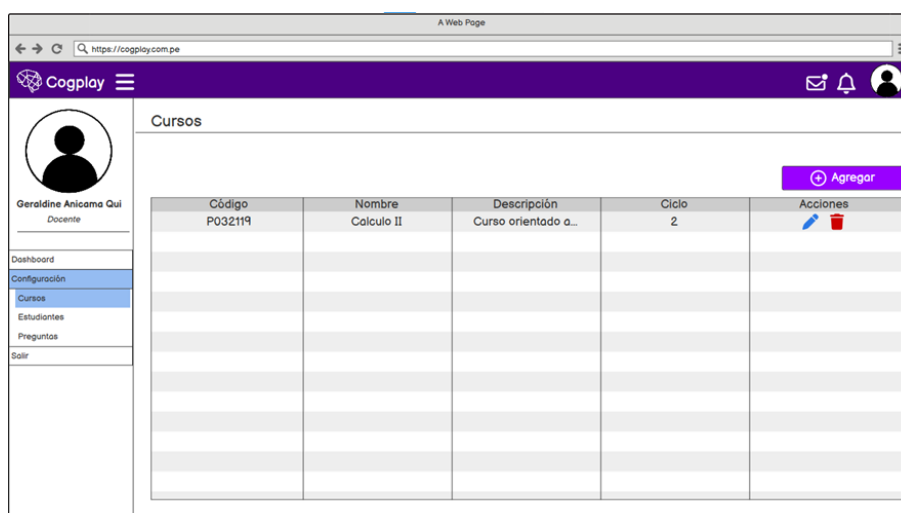 A Web Page
https://cogplay.com.pe
Cogplay
Cursos
Agregar
Geraldine Anicama Qui
Docente
Dashboard
Configuración
Cursos
Estudiantes
Preguntas
Salir
Código Nombre Descripción Ciclo Acciones
P032119 Calculo II Curso orientado a... 2